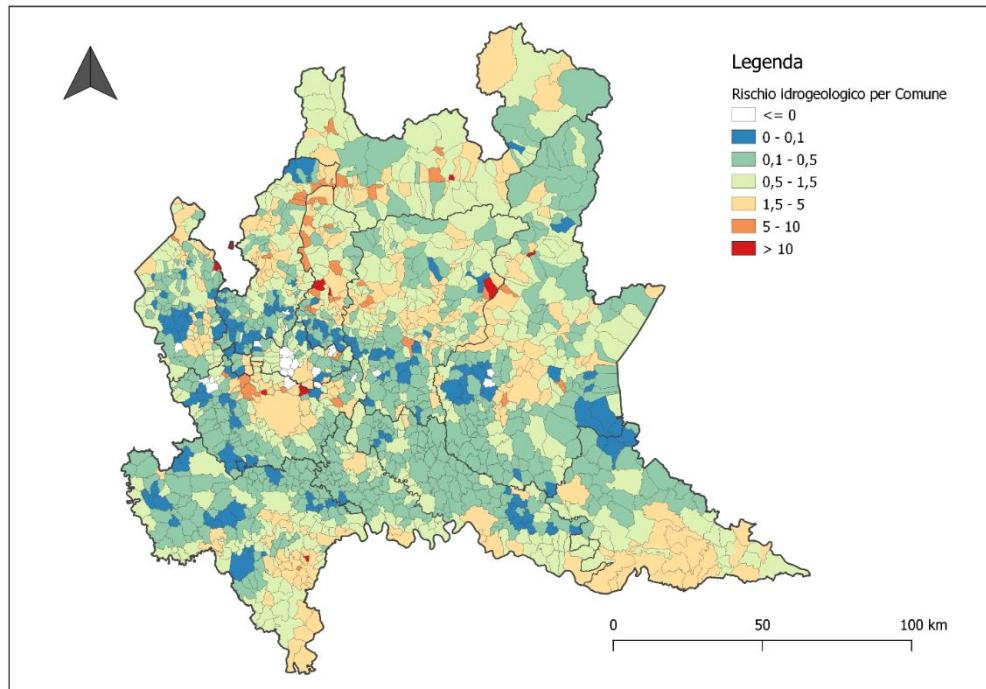 Legenda
Rischio idrogeologico per Comune
<= 0
0 - 0,1
0,1 - 0,5
0,5 - 1,5
1,5 - 5
5 - 10
> 10
0 50 100 km